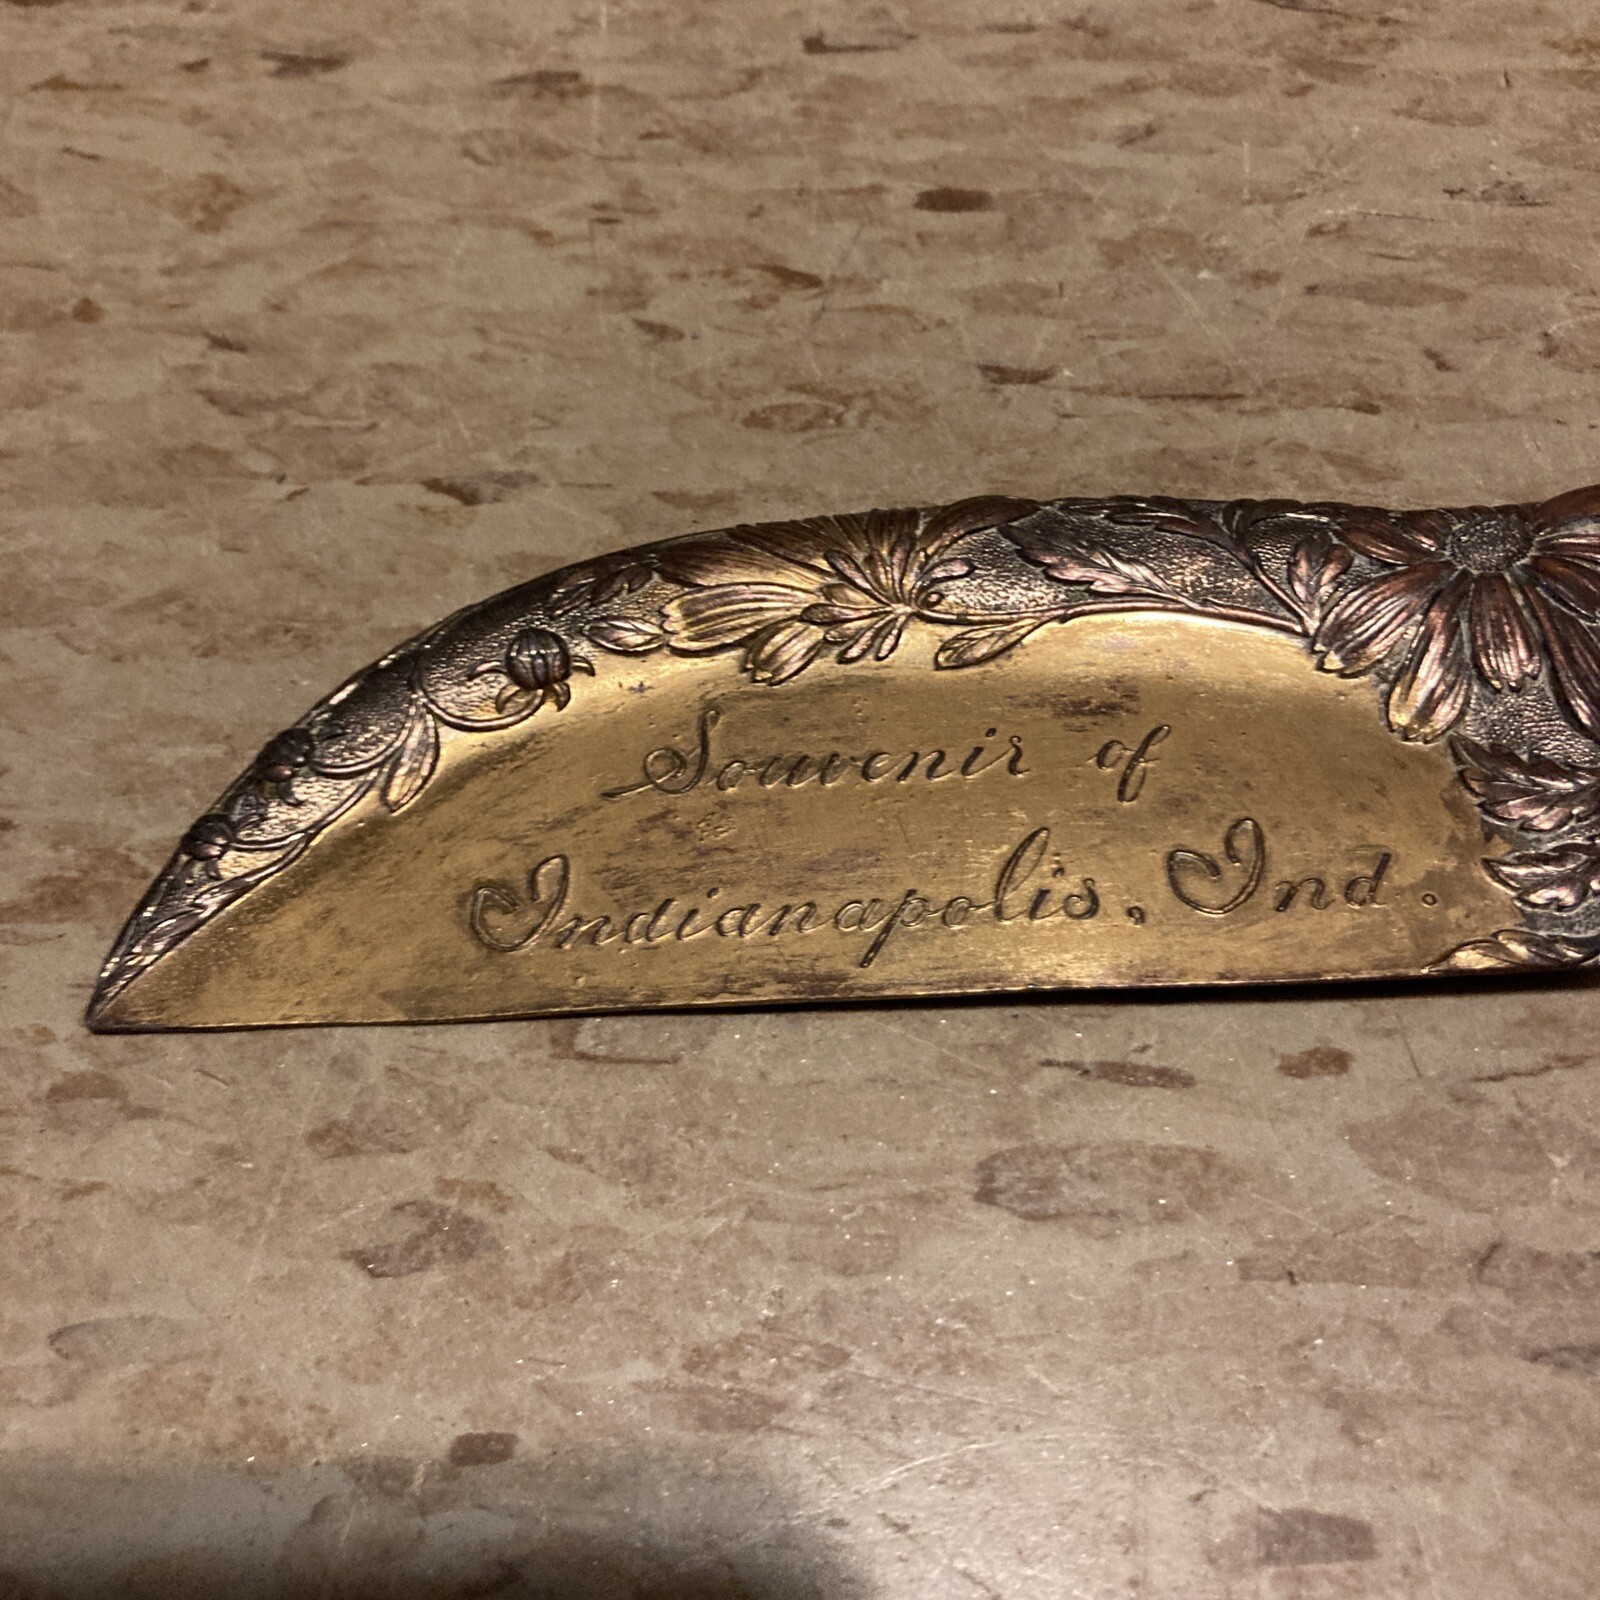 Souvenir of
Indianapolis, Ind.